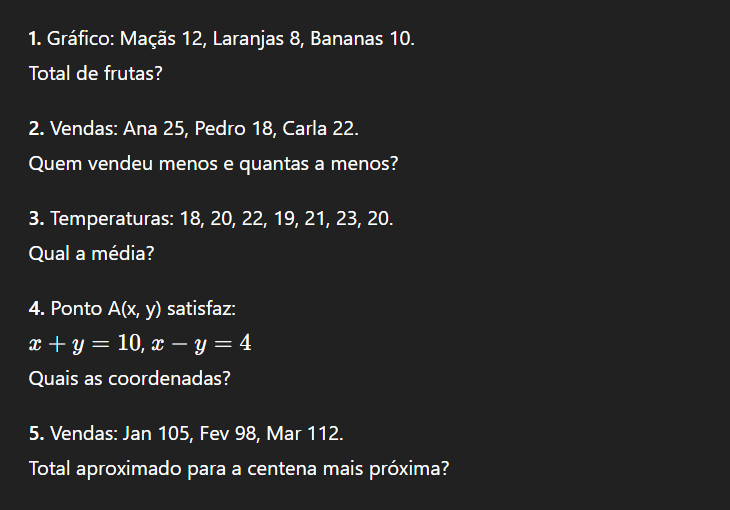 1. Gráfico: Maçãs 12, Laranjas 8, Bananas 10.
Total de frutas?
2. Vendas: Ana 25, Pedro 18, Carla 22.
Quem vendeu menos e quantas a menos?
3. Temperaturas: 18, 20, 22, 19, 21, 23, 20.
Qual a média?
4. Ponto A(x, y) satisfaz:
x + y = 10, x − y = 4
Quais as coordenadas?
5. Vendas: Jan 105, Fev 98, Mar 112.
Total aproximado para a centena mais próxima?